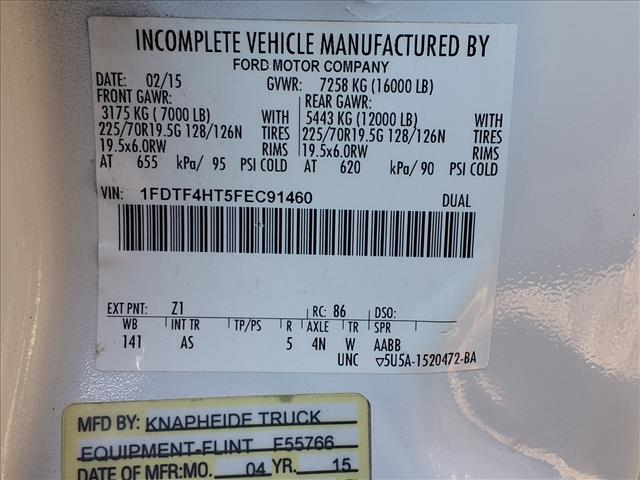 INCOMPLETE VEHICLE MANUFACTURED BY
FORD MOTOR COMPANY
DATE: 02/15 GVWR: 7258 KG (16000 LB)
FRONT GAWR: REAR GAWR:
3175 KG ( 7000 LB) WITH 5443 KG (12000 LB) WITH
225/70R19.5G 128/126N TIRES 225/70R19.5G 128/126N TIRES
19.5x6.0RW RIMS 19.5x6.0RW RIMS
AT 655 kPa/ 95 PSI COLD AT 620 kPa/ 90 PSI COLD
VIN: 1FDTF4HT5FEC91460 DUAL
EXT PNT: Z1 RC: 86 DSO:
WB INT TR TP/PS R AXLE TR SPR
141 AS 5 4N W AABB
UNC ▽5U5A-1520472-BA
MFD BY: KNAPHEIDE TRUCK
EQUIPMENT-FLINT F55766
DATE OF MFR:MO. 04 YR. 15